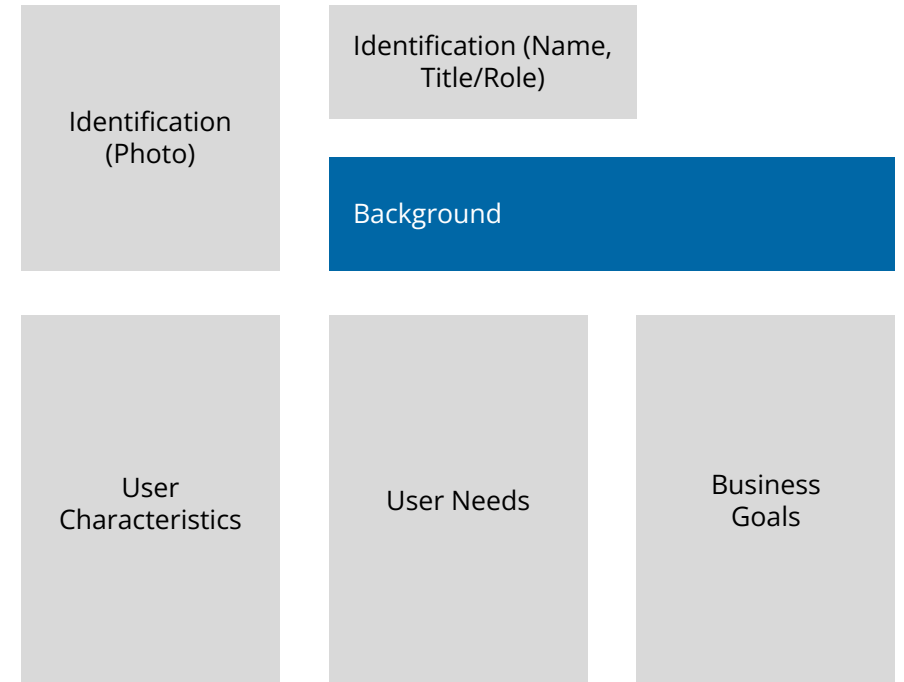 Identification (Name,
Title/Role)
Identification
(Photo)
Background
User
Characteristics
User Needs
Business
Goals